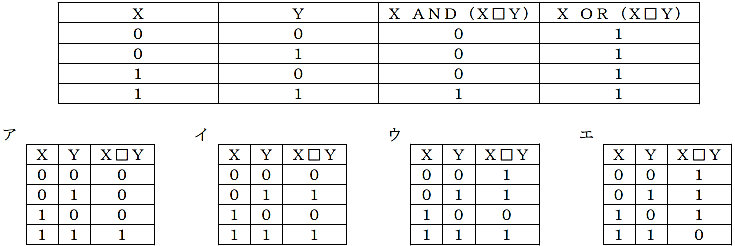 X Y X AND (X□Y) X OR (X□Y)
0 0 0 1
0 1 0 1
1 0 0 1
1 1 1 1
ア イ ウ エ
X Y X□Y X Y X□Y X Y X□Y X Y X□Y
0 0 0 0 0 0 0 0 1 0 0 1
0 1 0 0 1 1 0 1 1 0 1 1
1 0 0 1 0 0 1 0 0 1 0 1
1 1 1 1 1 1 1 1 1 1 1 0